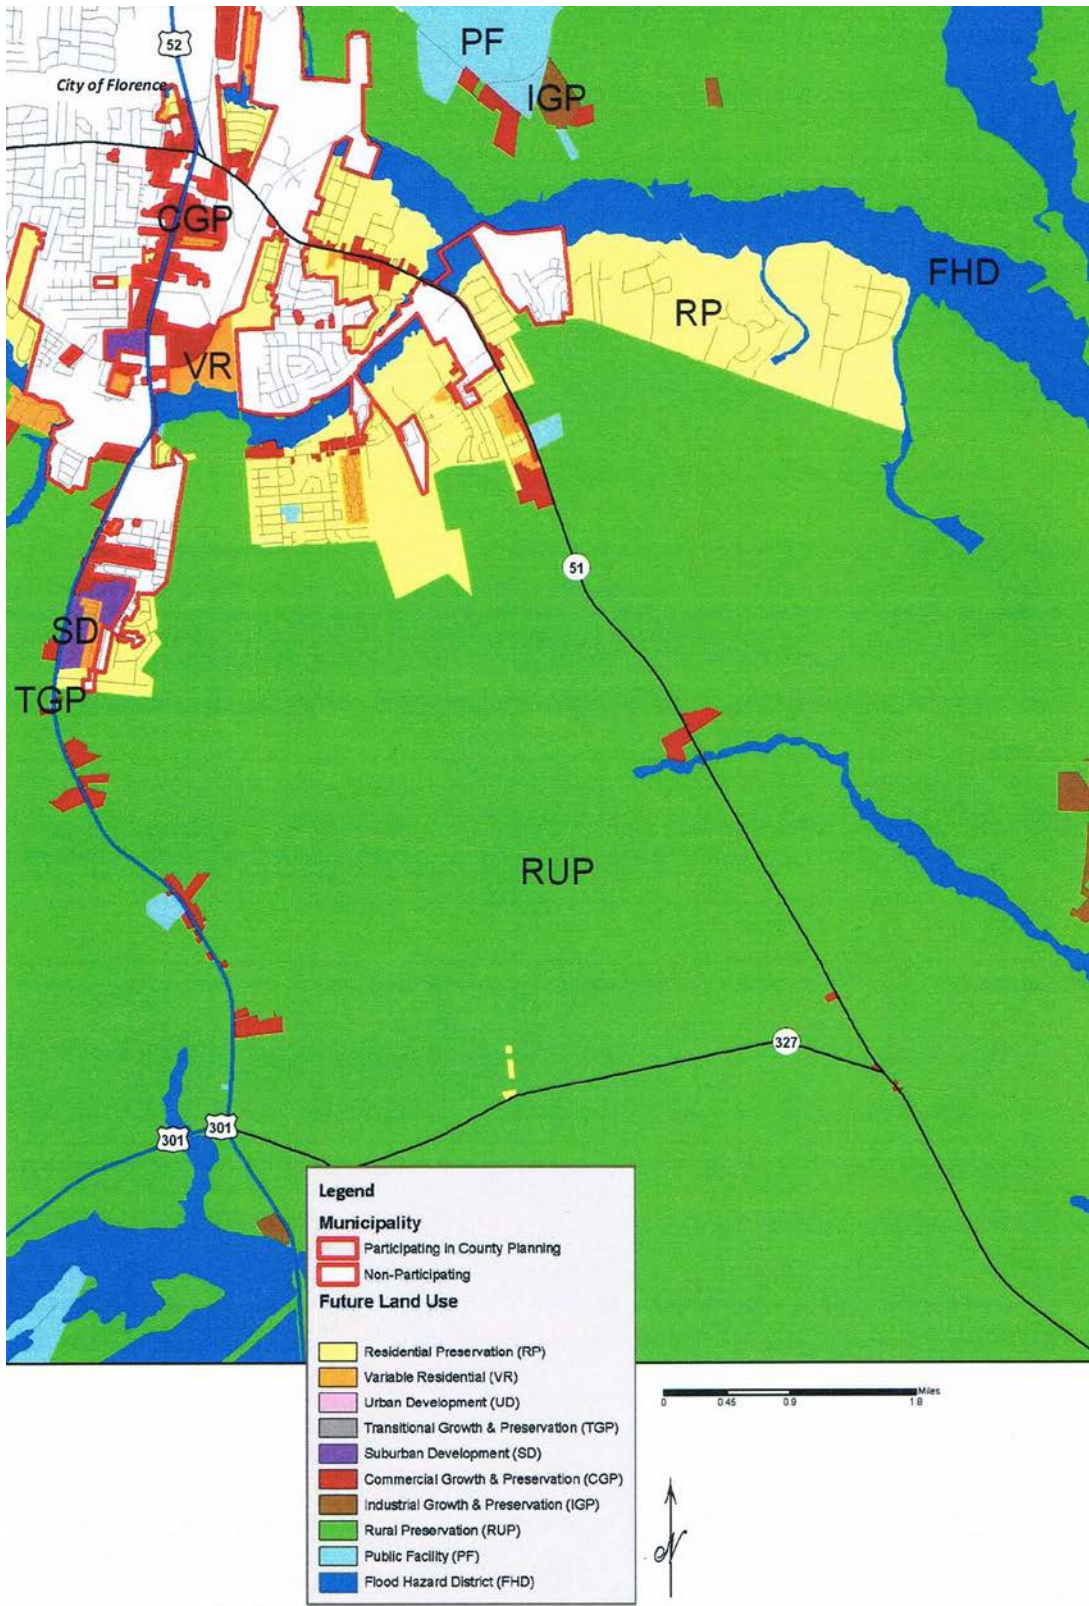 52
PF
City of Florence
IGP
CGP
FHD
RP
VR
51
SD
TGP
RUP
327
301
301
Legend
Municipality
Participating in County Planning
Non-Participating
Future Land Use
Residential Preservation (RP)
Variable Residential (VR)
Urban Development (UD)
Transitional Growth & Preservation (TGP)
Suburban Development (SD)
Commercial Growth & Preservation (CGP)
Industrial Growth & Preservation (IGP)
Rural Preservation (RUP)
Public Facility (PF)
Flood Hazard District (FHD)
Miles
0 0.45 0.9 1.8
N